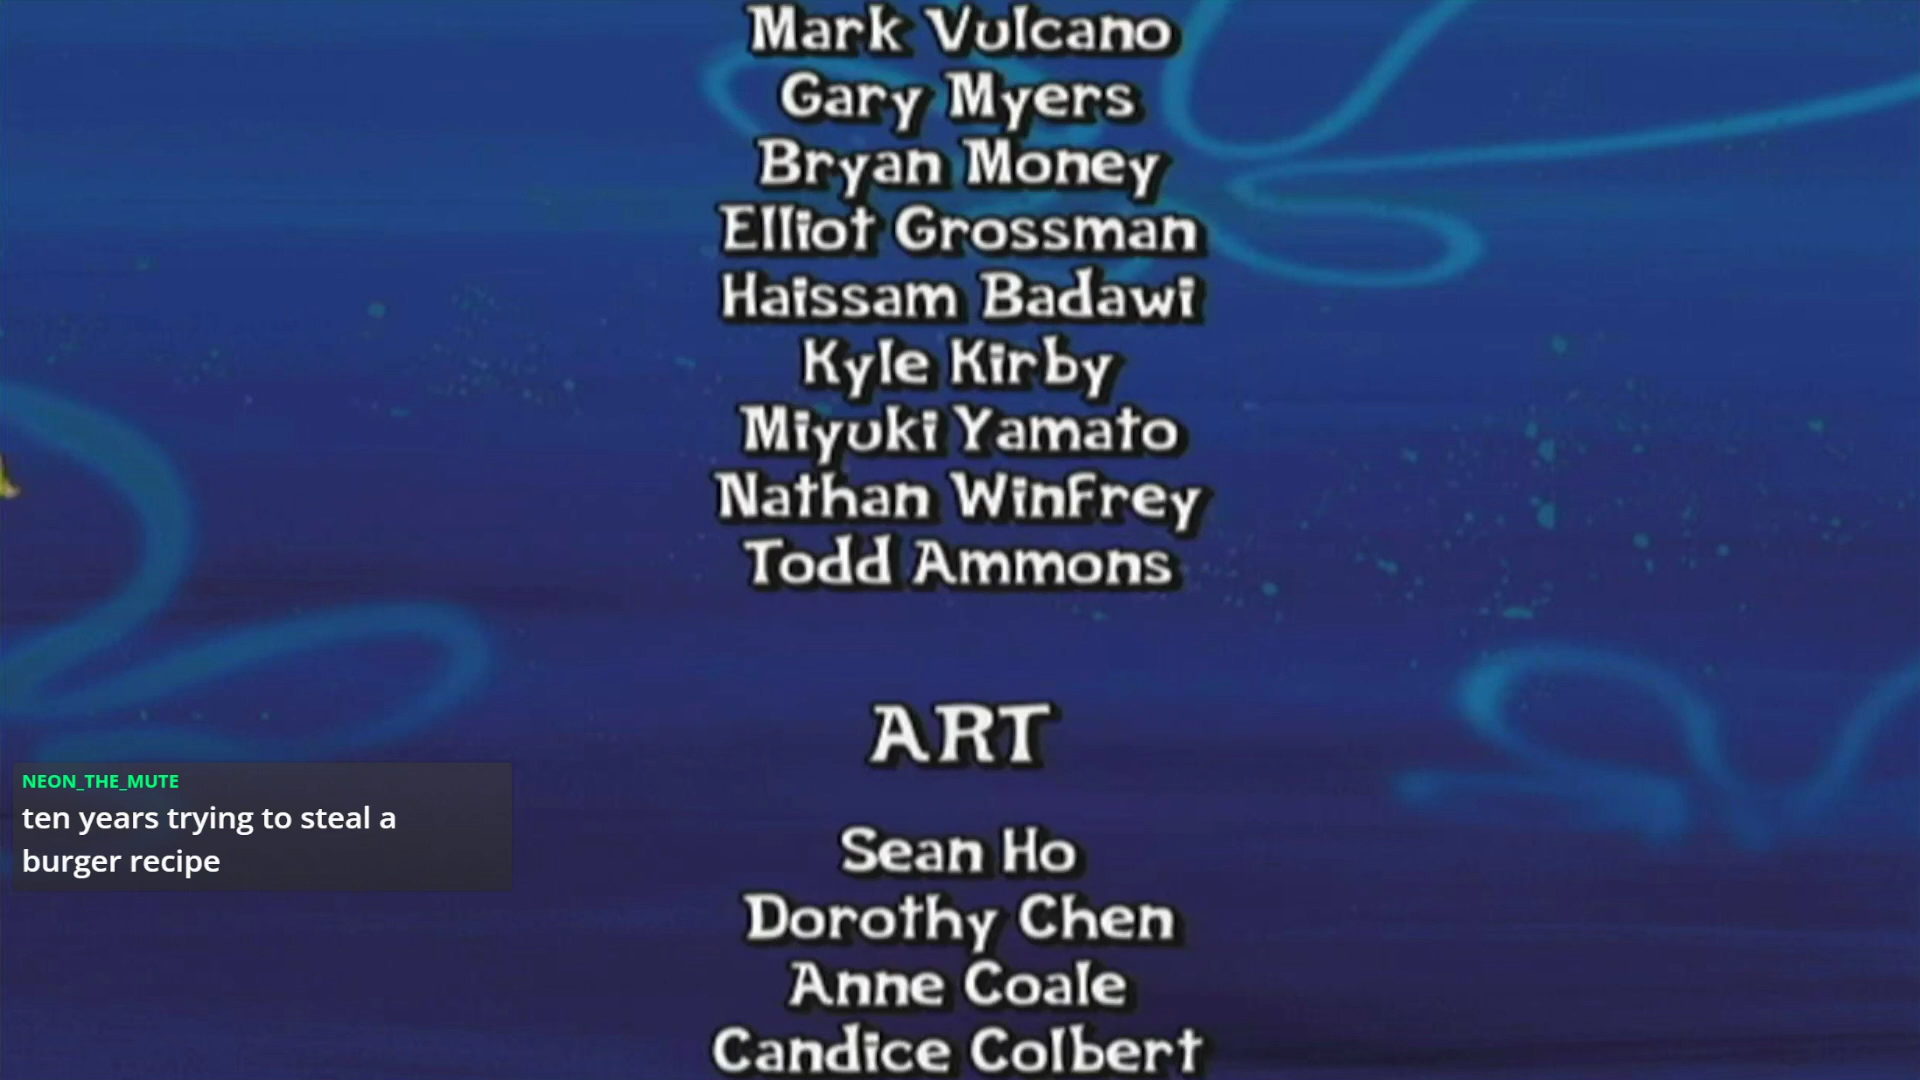 Mark Vulcano
Gary Myers
Bryan Money
Elliot Grossman
Haissam Badawi
Kyle Kirby
Miyuki Yamato
Nathan Winfrey
Todd Ammons
ART
NEON_THE_MUTE
ten years trying to steal a
burger recipe
Sean Ho
Dorothy Chen
Anne Coale
Candice Colbert